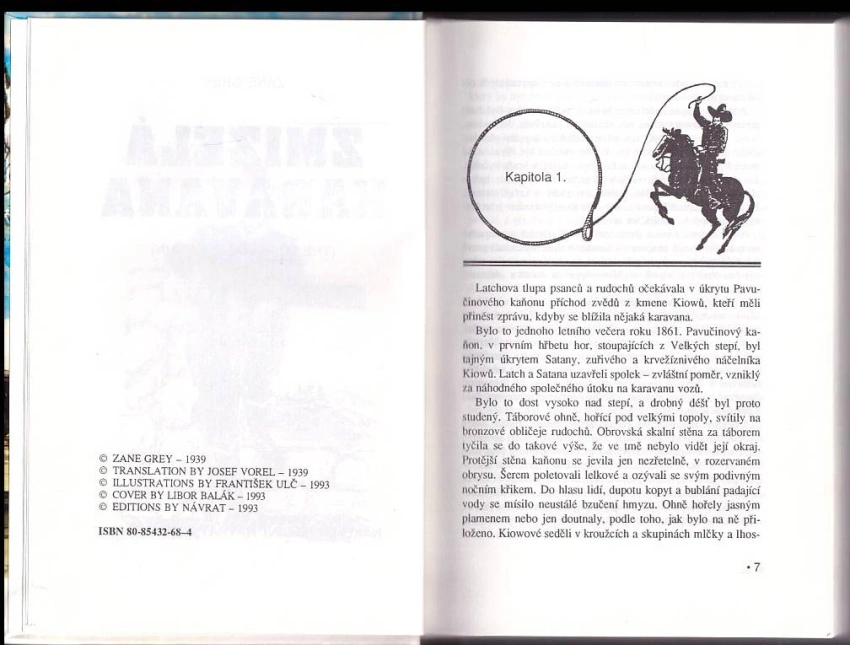 © ZANE GREY – 1939
© TRANSLATION BY JOSEF VOREL – 1939
© ILLUSTRATIONS BY FRANTIŠEK ULČ – 1993
© COVER BY LIBOR BALÁK – 1993
© EDITIONS BY NÁVRAT – 1993
ISBN 80-85432-68-4
Kapitola 1.
Latchova tlupa psanců a rudochů očekávala v úkrytu Pavu-
činového kaňonu příchod zvědů z kmene Kiowů, kteří měli
přinést zprávu, kdyby se blížila nějaká karavana.
Bylo to jednoho letního večera roku 1861. Pavučinový ka-
ňon, v prvním hřbetu hor, stoupajících z Velkých stepí, byl
tajným úkrytem Satany, zuřivého a krvežíznivého náčelníka
Kiowů. Latch a Satana uzavřeli spolek – zvláštní poměr, vzniklý
za náhodného společného útoku na karavanu vozů.
Bylo to dost vysoko nad stepí, a drobný déšť byl proto
studený. Táborové ohně, hořící pod velkými topoly, svítily na
bronzové obličeje rudochů. Obrovská skalní stěna za táborem
tyčila se do takové výše, že ve tmě nebylo vidět její okraj.
Protější stěna kaňonu se jevila jen nezřetelně, v rozervaném
obrysu. Šerem poletovali lelkové a ozývali se svým podivným
nočním křikem. Do hlasu lidí, dupotu kopyt a bublání padající
vody se mísilo neustálé bzučení hmyzu. Ohně hořely jasným
plamenem nebo jen doutnaly, podle toho, jak bylo na ně při-
loženo. Kiowové seděli v kroužcích a skupinách mlčky a lhos-
• 7